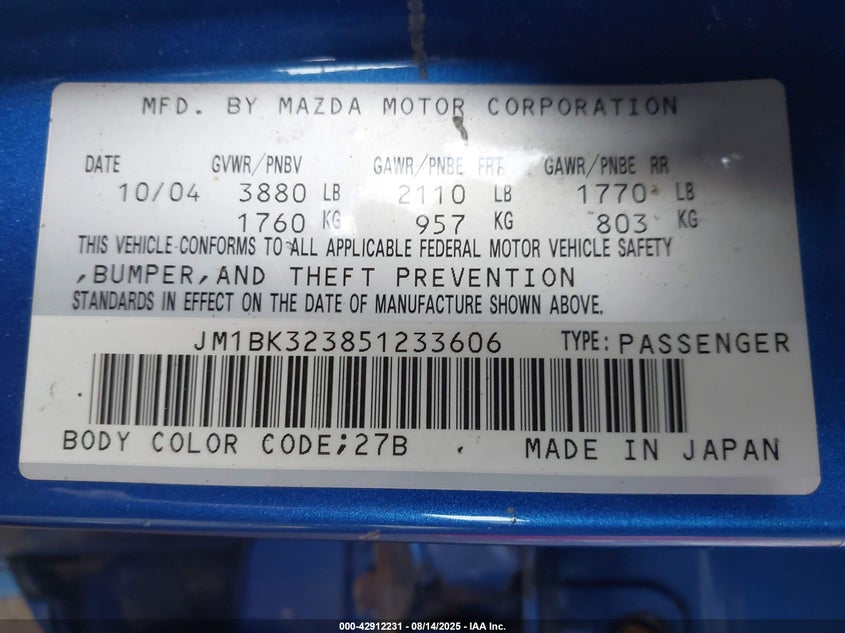 MFD. BY MAZDA MOTOR CORPORATION
DATE GVWR/PNBV GAWR/PNBE FRT GAWR/PNBE RR
10/04 3880 LB 2110 LB 1770 LB
1760 KG 957 KG 803 KG
THIS VEHICLE CONFORMS TO ALL APPLICABLE FEDERAL MOTOR VEHICLE SAFETY
,BUMPER,AND THEFT PREVENTION
STANDARDS IN EFFECT ON THE DATE OF MANUFACTURE SHOWN ABOVE.
JM1BK323851233606 TYPE: PASSENGER
BODY COLOR CODE;27B MADE IN JAPAN
000-42912231 - 08/14/2025 - IAA Inc.